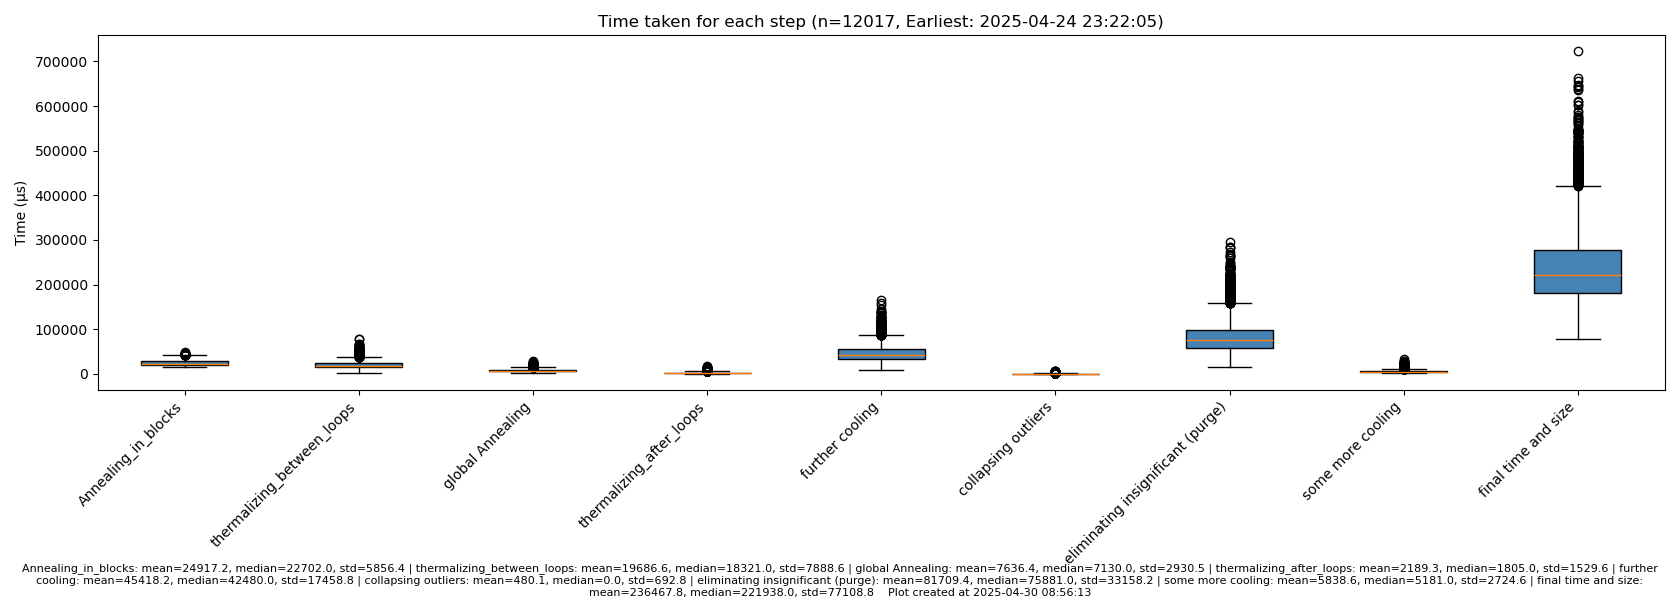 Time taken for each step (n=12017, Earliest: 2025-04-24 23:22:05)
Time (µs)
700000
600000
500000
400000
300000
200000
100000
0
Annealing_in_blocks
thermalizing_between_loops
global Annealing
thermalizing_after_loops
further cooling
collapsing outliers
eliminating insignificant (purge)
some more cooling
final time and size
Annealing_in_blocks: mean=24917.2, median=22702.0, std=5856.4 | thermalizing_between_loops: mean=19686.6, median=18321.0, std=7888.6 | global Annealing: mean=7636.4, median=7130.0, std=2930.5 | thermalizing_after_loops: mean=2189.3, median=1805.0, std=1529.6 | further
cooling: mean=45418.2, median=42480.0, std=17458.8 | collapsing outliers: mean=480.1, median=0.0, std=692.8 | eliminating insignificant (purge): mean=81709.4, median=75881.0, std=33158.2 | some more cooling: mean=5838.6, median=5181.0, std=2724.6 | final time and size:
mean=236467.8, median=221938.0, std=77108.8    Plot created at 2025-04-30 08:56:13